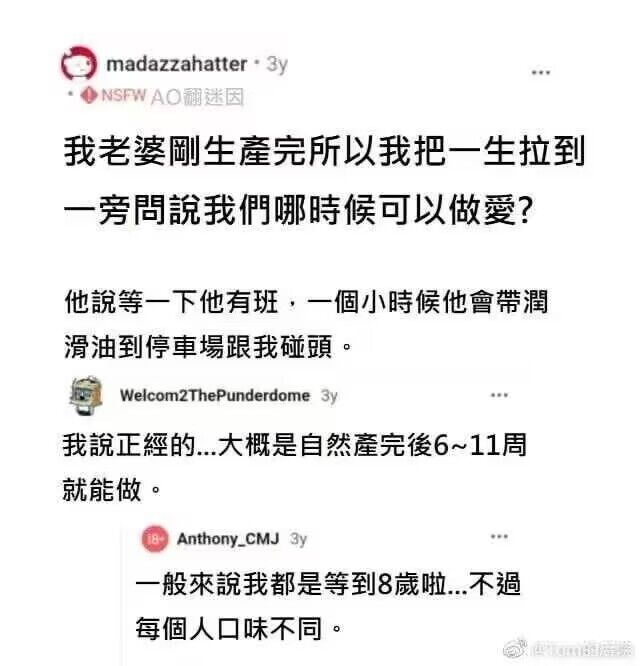 madazzahatter · 3y
· NSFW AO翻迷因
我老婆剛生產完所以我把一生拉到
一旁問說我們哪時候可以做愛?
他說等一下他有班，一個小時候他會帶潤
滑油到停車場跟我碰頭。
Welcom2ThePunderdome 3y
我說正經的...大概是自然產完後6~11周
就能做。
18+ Anthony_CMJ 3y
一般來說我都是等到8歲啦...不過
每個人口味不同。